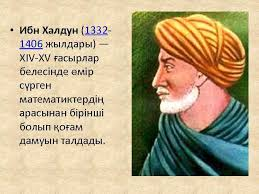 • Ибн Халдун (1332-
1406 жылдары) —
XIV-XV ғасырлар
белесінде өмір
сүрген
математиктердің
арасынан бірінші
болып қоғам
дамуын талдады.